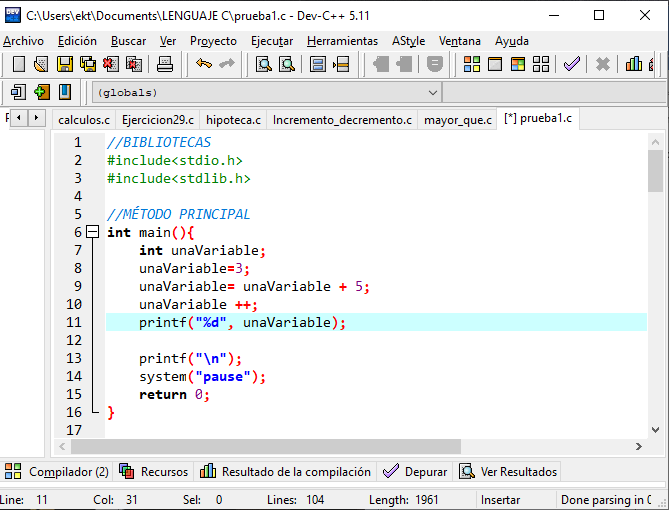 C:\Users\ekt\Documents\LENGUAJE C\prueba1.c - Dev-C++ 5.11
Archivo Edición Buscar Ver Proyecto Ejecutar Herramientas AStyle Ventana Ayuda
(globals)
calculos.c Ejercicion29.c hipoteca.c Incremento_decremento.c mayor_que.c [*] prueba1.c
1 //BIBLIOTECAS
2 #include<stdio.h>
3 #include<stdlib.h>
4
5 //MÉTODO PRINCIPAL
6 int main(){
7 int unaVariable;
8 unaVariable=3;
9 unaVariable= unaVariable + 5;
10 unaVariable ++;
11 printf("%d", unaVariable);
12
13 printf("\n");
14 system("pause");
15 return 0;
16 }
17
Compilador (2) Recursos Resultado de la compilación Depurar Ver Resultados
Line: 11 Col: 31 Sel: 0 Lines: 104 Length: 1961 Insertar Done parsing in